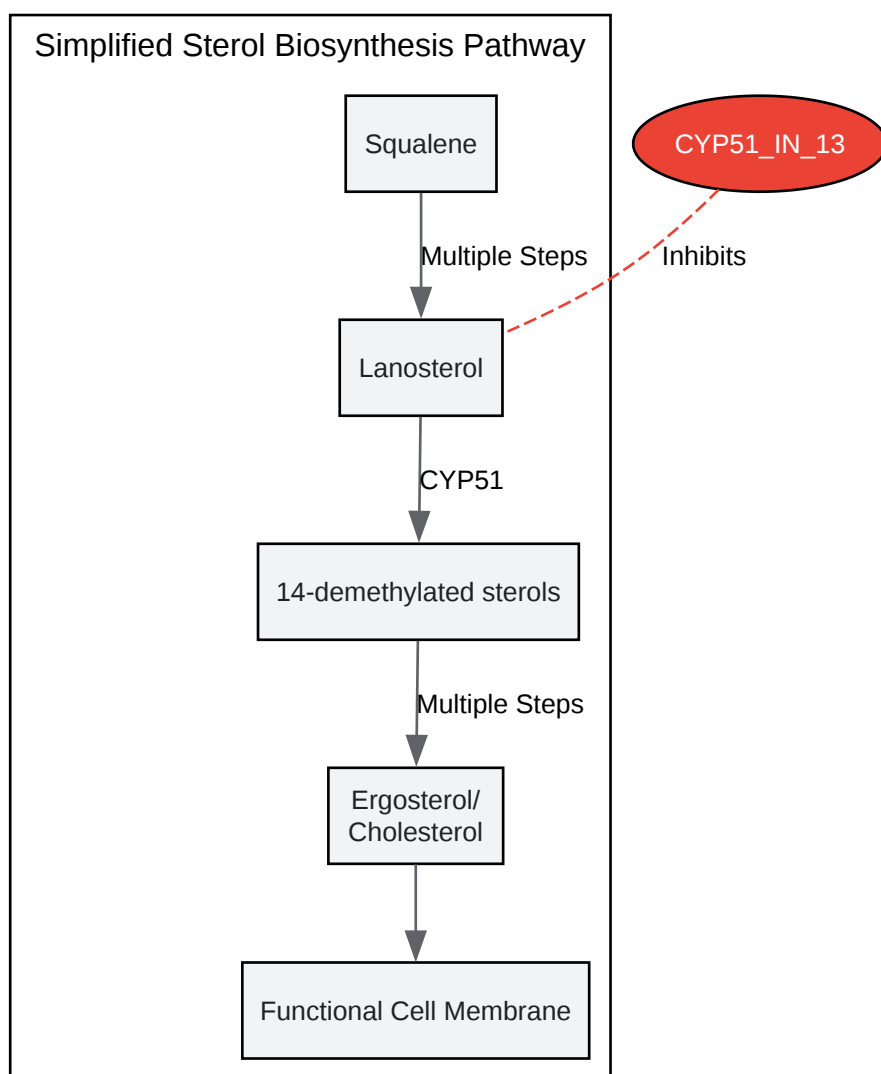 Simplified Sterol Biosynthesis Pathway
Squalene
CYP51_IN_13
Multiple Steps
Inhibits
Lanosterol
CYP51
14-demethylated sterols
Multiple Steps
Ergosterol/
Cholesterol
Functional Cell Membrane